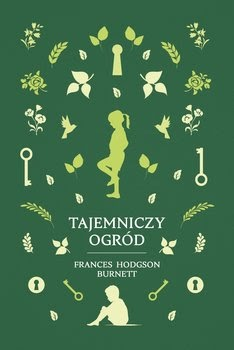 TAJEMNICZY
OGRÓD
FRANCES HODGSON
BURNETT